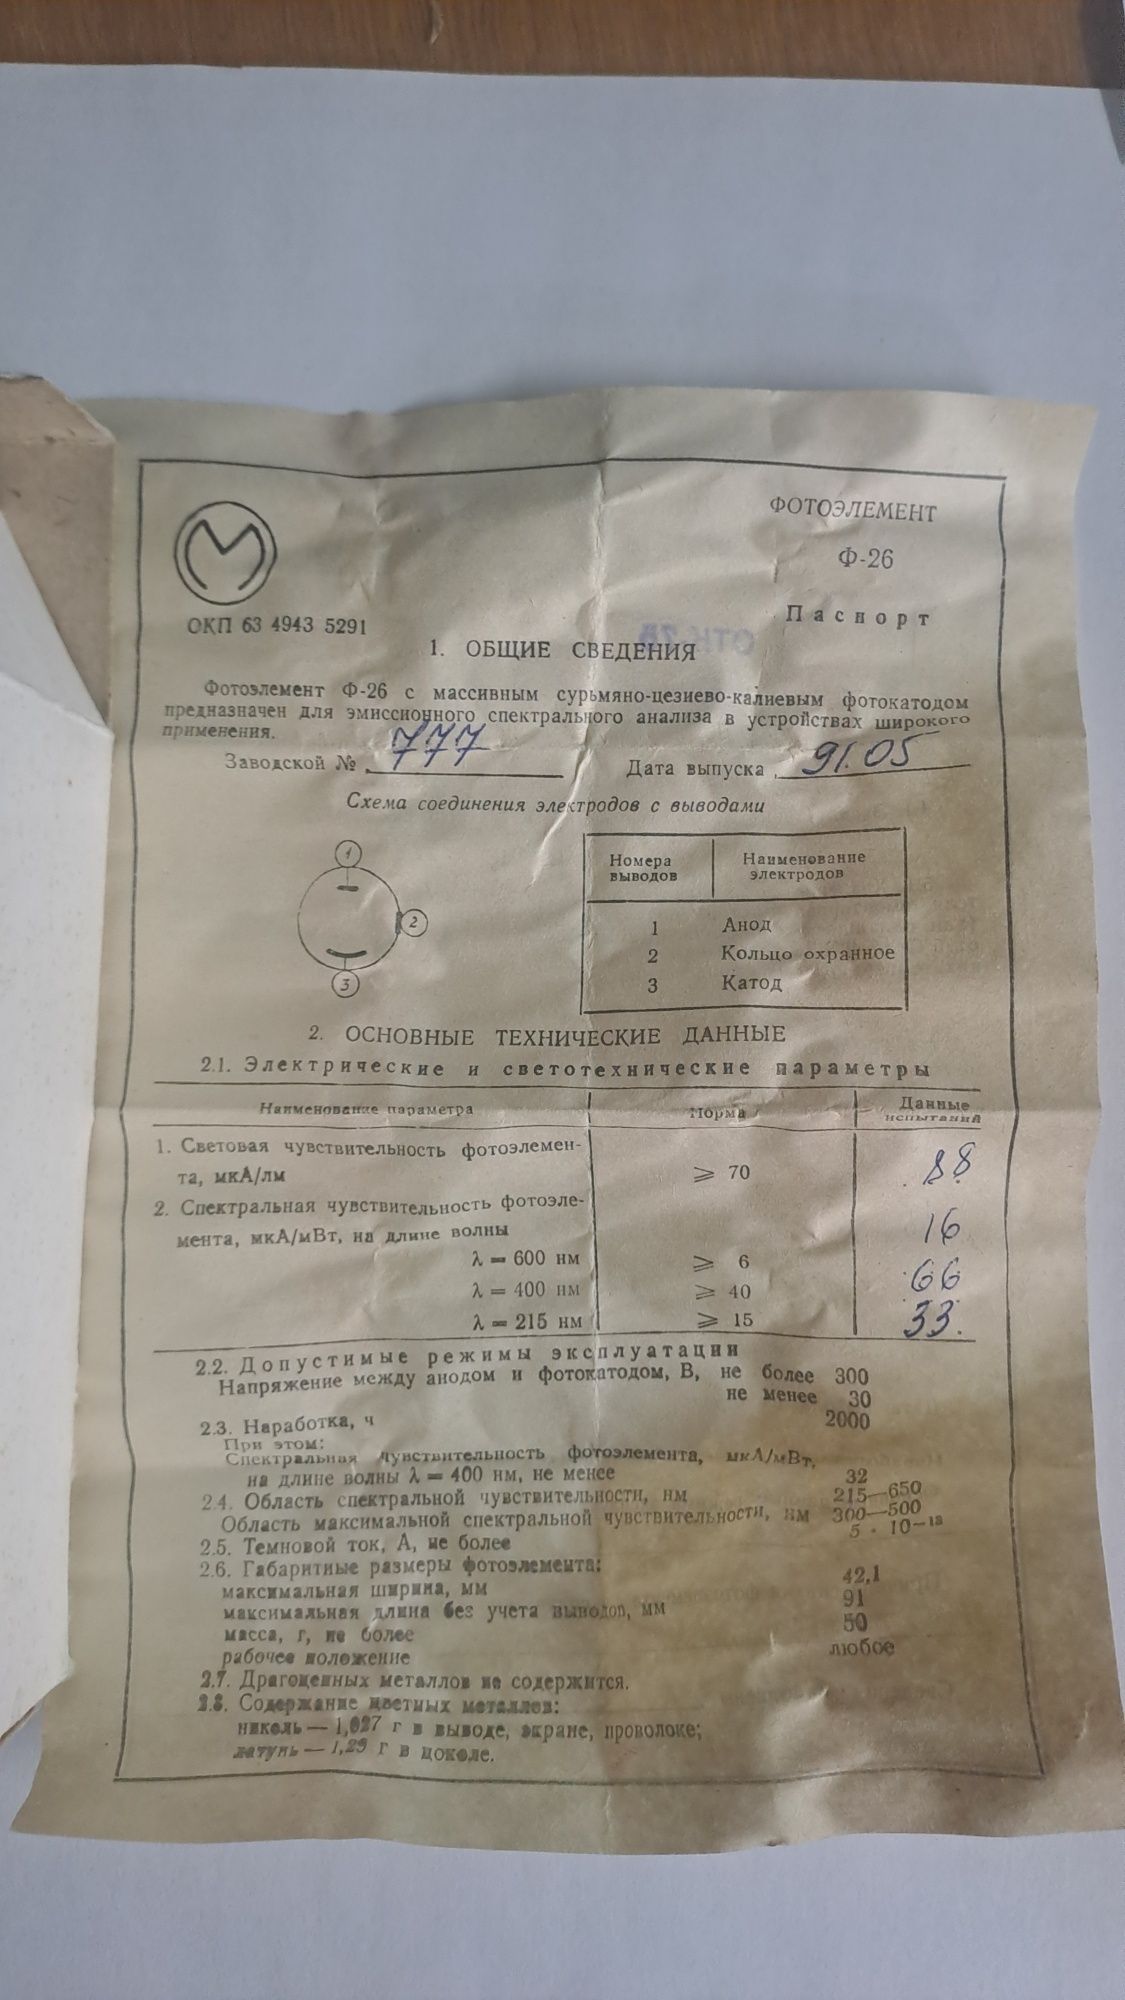 ФОТОЭЛЕМЕНТ
Ф-26
Паспорт
ОКП 63 4943 5291
ОТК
1. ОБЩИЕ СВЕДЕНИЯ
Фотоэлемент Ф-26 с массивным сурьмяно-цезиево-калиевым фотокатодом
предназначен для эмиссионного спектрального анализа в устройствах широкого
применения.
Заводской № 777 Дата выпуска 91.05
Схема соединения электродов с выводами
1
2
3
Номера выводов Наименование электродов
1 Анод
2 Кольцо охранное
3 Катод
2. ОСНОВНЫЕ ТЕХНИЧЕСКИЕ ДАННЫЕ
2.1. Электрические и светотехнические параметры
Наименование параметра Норма Данные испытаний
1. Световая чувствительность фотоэлемен-
та, мкА/лм ⩾ 70 88
2. Спектральная чувствительность фотоэле-
мента, мкА/мВт, на длине волны
λ = 600 нм ⩾ 6 16
λ = 400 нм ⩾ 40 66
λ = 215 нм ⩾ 15 33.
2.2. Допустимые режимы эксплуатации
Напряжение между анодом и фотокатодом, В, не более 300
не менее 30
2.3. Наработка, ч 2000
При этом:
Спектральная чувствительность фотоэлемента, мкА/мВт,
на длине волны λ = 400 нм, не менее 32
2.4. Область спектральной чувствительности, нм 215—650
Область максимальной спектральной чувствительности, нм 300—500
2.5. Темновой ток, А, не более 5 · 10
2.6. Габаритные размеры фотоэлемента:
максимальная ширина, мм 42,1
максимальная длина без учета выводов, мм 91
масса, г, не более 50
рабочее положение любое
2.7. Драгоценных металлов не содержится.
2.8. Содержание цветных металлов:
никель — 1,027 г в выводе, экране, проволоке;
латунь — 1,29 г в цоколе.